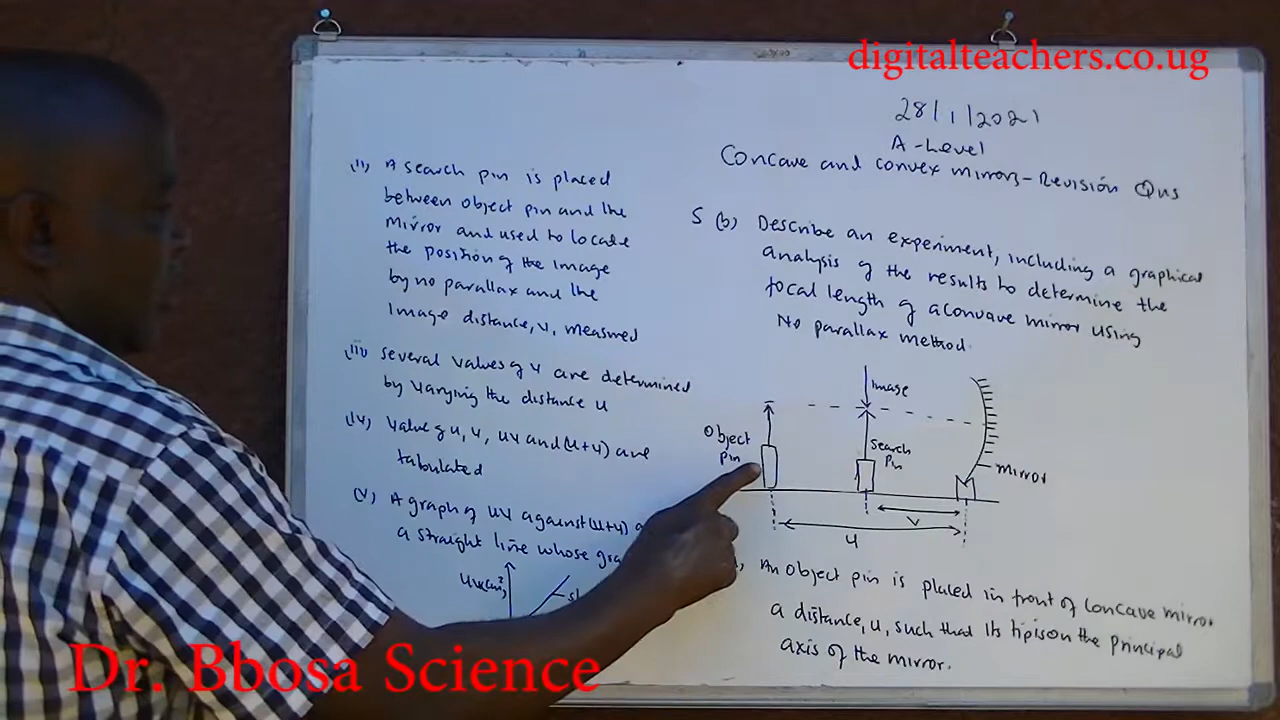 digitalteachers.co.ug
28/1/2021
A-Level
Concave and convex mirrors-Revision Qns
5 (b) Describe an experiment, including a graphical
analysis of the results to determine the
focal length of a concave mirror using
No parallax method.
Image
Object
pin
Search
Pin
mirror
v
u
An Object pin is placed in front of Concave mirror
a distance, u, such that its tip is on the principal
axis of the mirror.
(ii) A search pin is placed
between object pin and the
Mirror and used to locate
the position of the image
by no parallax and the
Image distance, v, measured
(iii) Several values of v are determined
by varying the distance u
(iv) Values of u, v, uv and (u+v) are
tabulated
(v) A graph of uv against (u+v)
a straight line whose
uv(cm²)
Dr. Bbosa Science